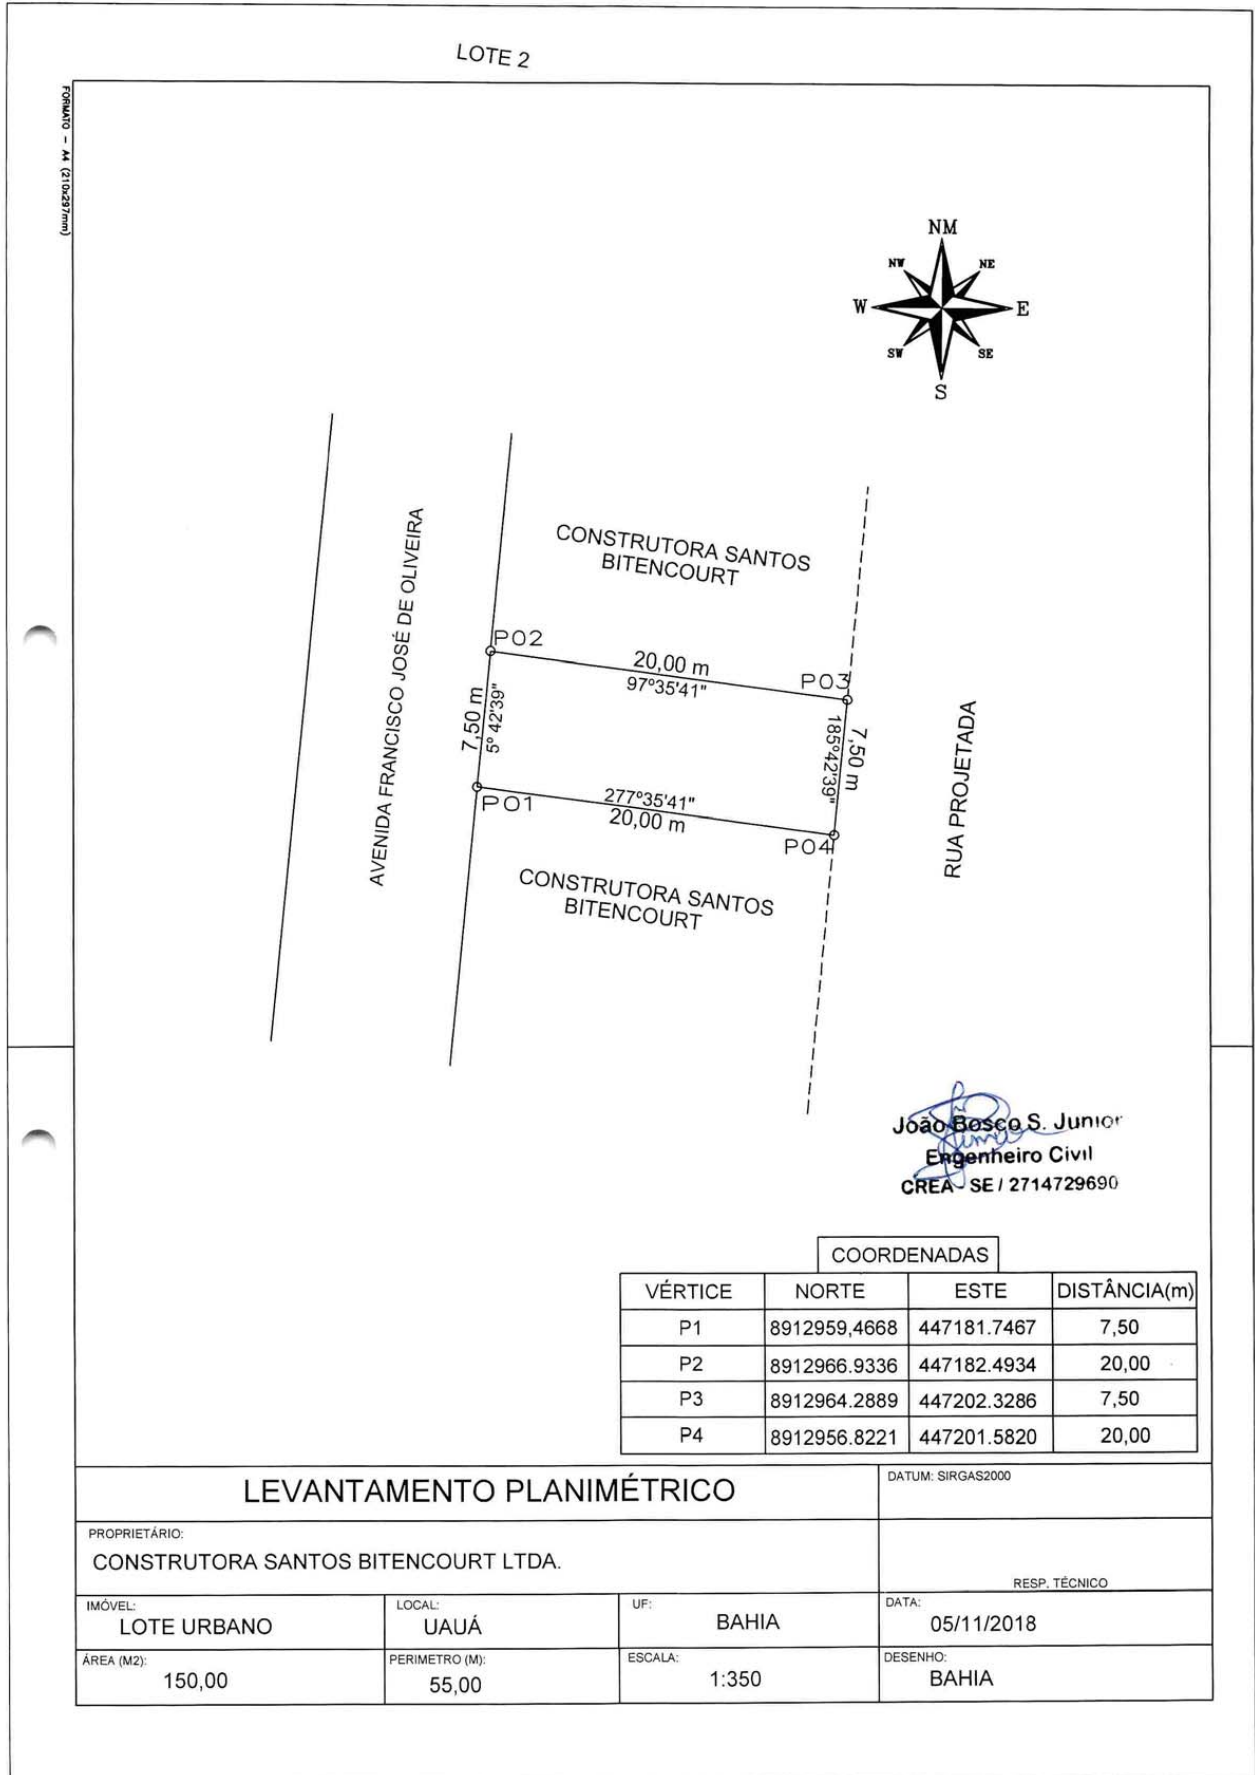 LOTE 2
FORMATO - A4 (210x297mm)
NM
NW
NE
W
E
SW
SE
S
AVENIDA FRANCISCO JOSÉ DE OLIVEIRA
CONSTRUTORA SANTOS
BITENCOURT
P02
20,00 m
97°35'41"
P03
7,50 m
5° 42'39"
185°42'39"
7,50 m
P01
277°35'41"
20,00 m
P04
RUA PROJETADA
CONSTRUTORA SANTOS
BITENCOURT
João Bosco S. Junior
Engenheiro Civil
CREA - SE / 2714729690
COORDENADAS
VÉRTICE NORTE ESTE DISTÂNCIA(m)
P1 8912959,4668 447181.7467 7,50
P2 8912966.9336 447182.4934 20,00
P3 8912964.2889 447202.3286 7,50
P4 8912956.8221 447201.5820 20,00
LEVANTAMENTO PLANIMÉTRICO
DATUM: SIRGAS2000
PROPRIETÁRIO:
CONSTRUTORA SANTOS BITENCOURT LTDA.
RESP. TÉCNICO
IMÓVEL:
LOTE URBANO
LOCAL:
UAUÁ
UF:
BAHIA
DATA:
05/11/2018
ÁREA (M2):
150,00
PERIMETRO (M):
55,00
ESCALA:
1:350
DESENHO:
BAHIA